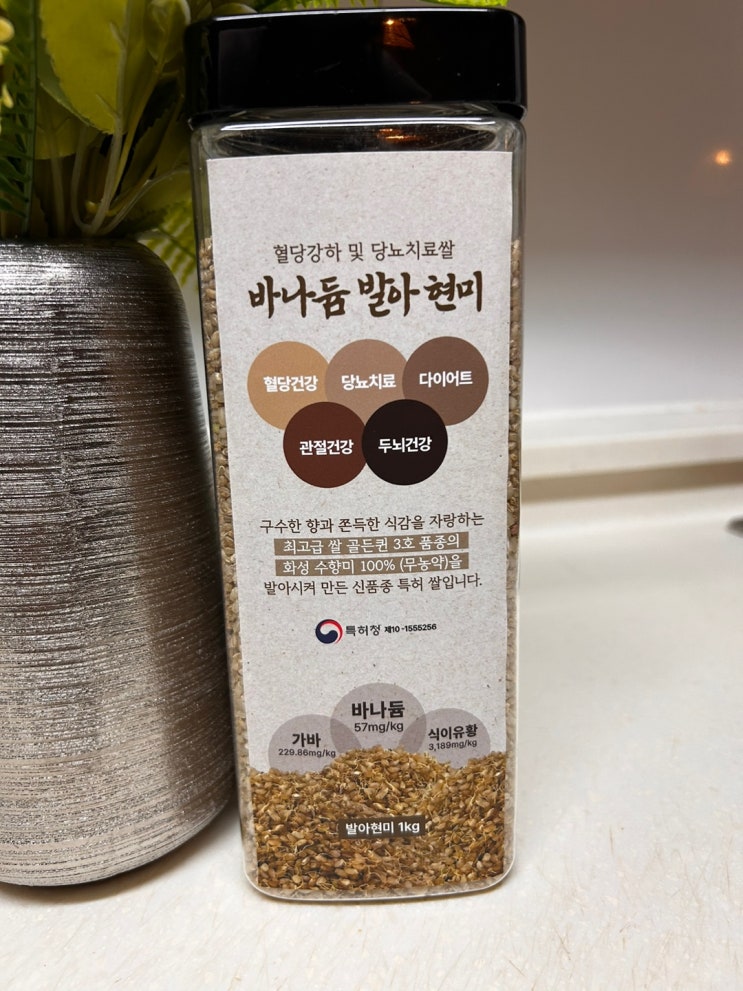 혈당강하 및 당뇨치료쌀
바나듐 발아 현미
혈당건강 당뇨치료 다이어트
관절건강 두뇌건강
구수한 향과 쫀득한 식감을 자랑하는
최고급 쌀 골든퀸 3호 품종의
화성 수향미 100% (무농약)을
발아시켜 만든 신품종 특허 쌀입니다.
특허청 제10-1555256
바나듐
57mg/kg
가바
229.86mg/kg
식이유황
3,189mg/kg
발아현미 1kg